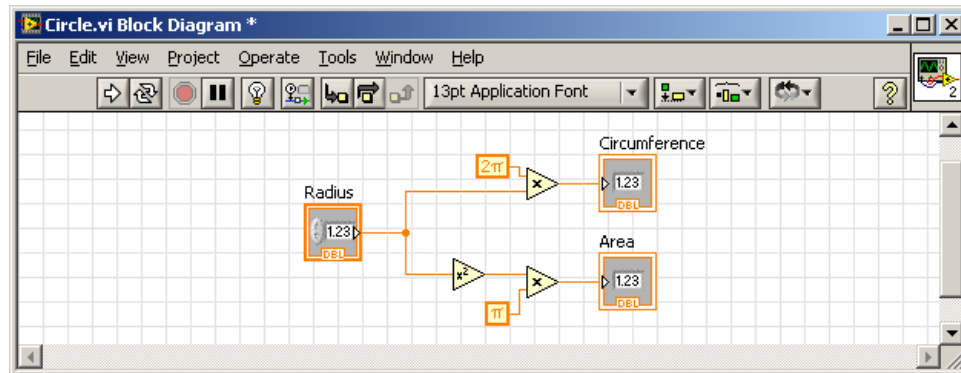 Circle.vi Block Diagram *
File Edit View Project Operate Tools Window Help
13pt Application Font
2
Circumference
2π
×
1.23
DBL
Radius
1.23
DBL
Area
x²
×
1.23
DBL
π